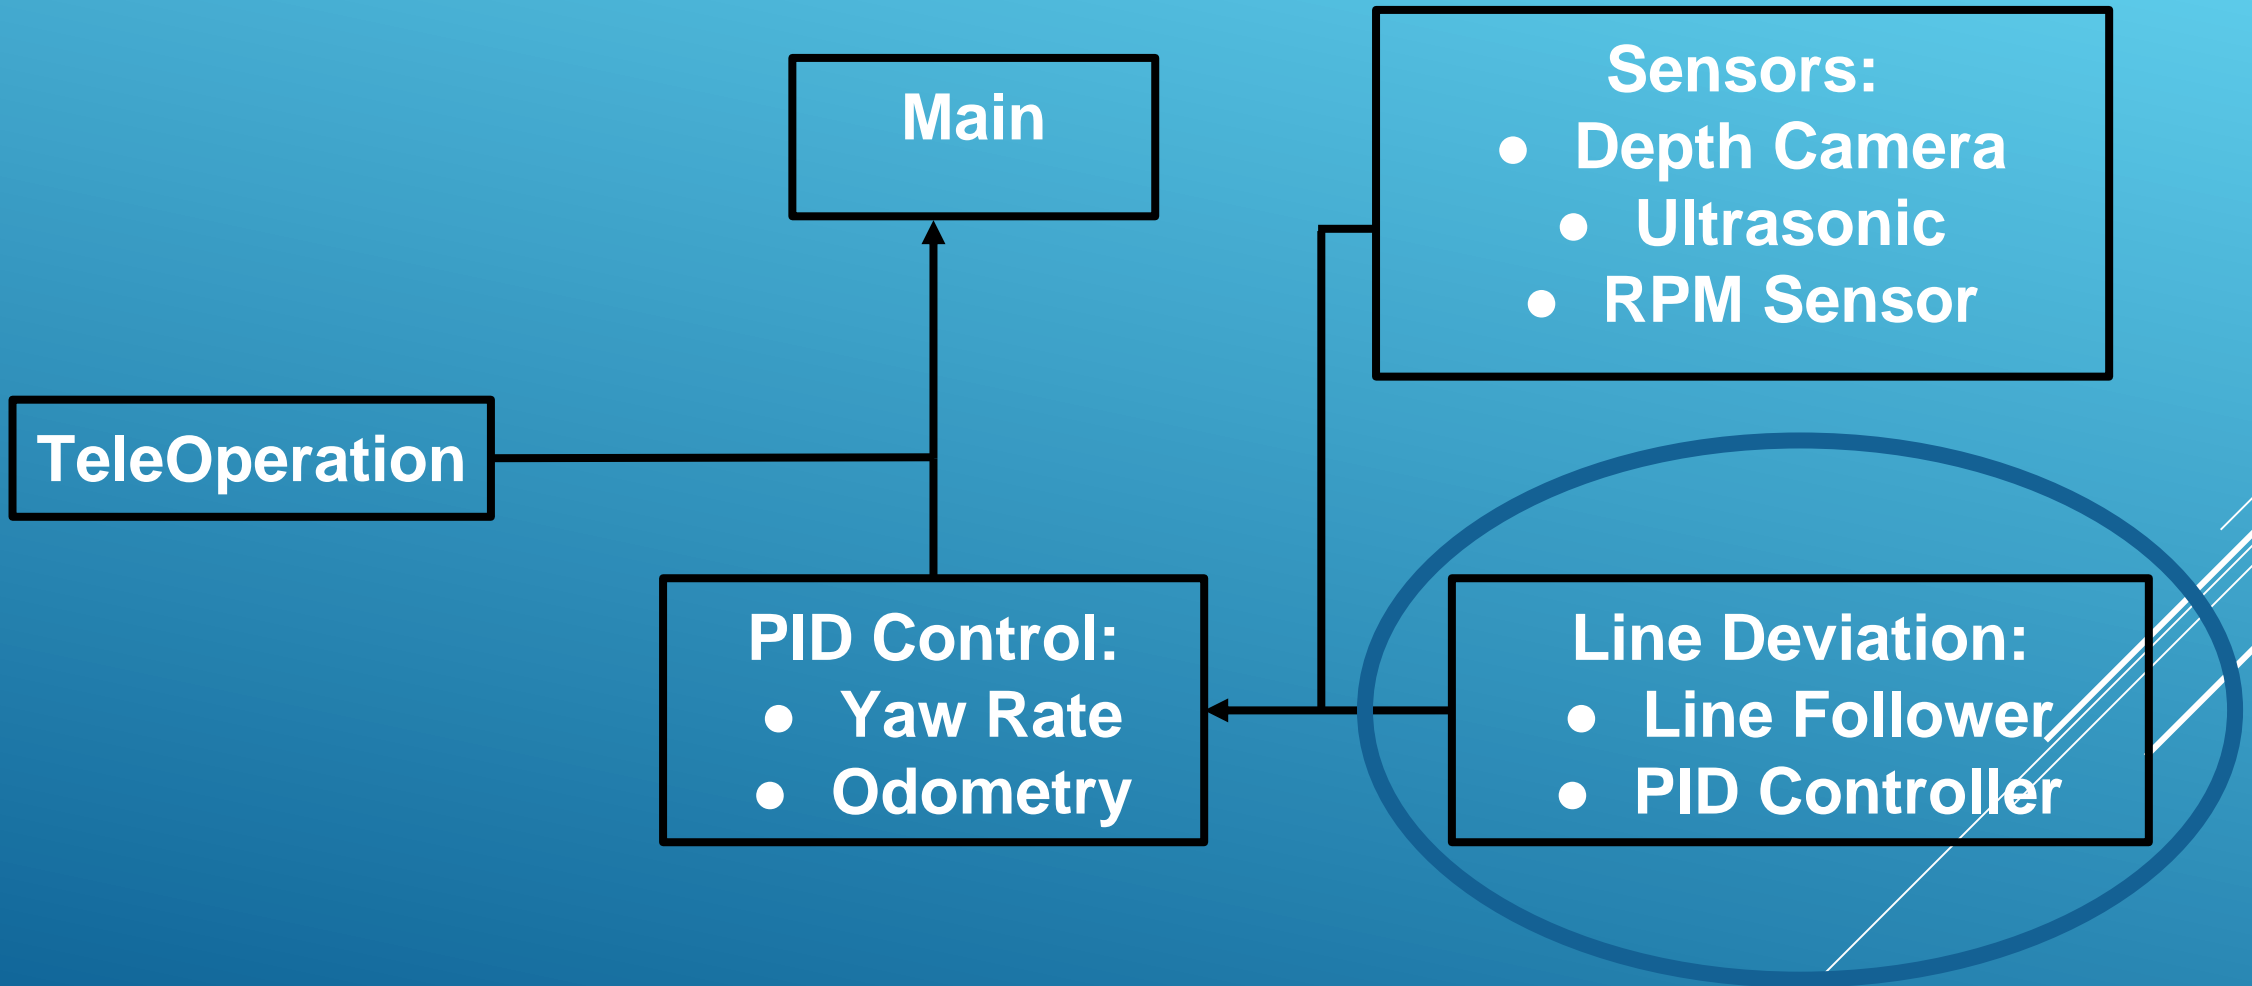 Main
Sensors:
● Depth Camera
● Ultrasonic
● RPM Sensor
TeleOperation
PID Control:
● Yaw Rate
● Odometry
Line Deviation:
● Line Follower
● PID Controller